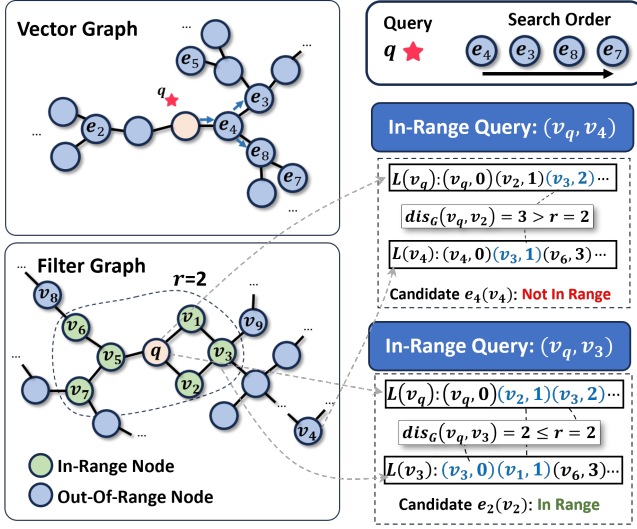 Vector Graph
...
e5
q
e3
...
...
e2
e4
e8
e7
...
Query
Search Order
q
e4 e3 e8 e7
In-Range Query: (vq, v4)
L(vq):(vq, 0)(v2, 1)(v3, 2)···
disG(vq, v2) = 3 > r = 2
L(v4):(v4, 0)(v3, 1)(v6, 3)···
Candidate e4(v4): Not In Range
Filter Graph
r=2
...
v8
...
v6
v1
v9
...
v5
q
v3
...
v7
v2
...
...
v4
In-Range Node
Out-Of-Range Node
In-Range Query: (vq, v3)
L(vq):(vq, 0)(v2, 1)(v3, 2)···
disG(vq, v3) = 2 ≤ r = 2
L(v3): (v3, 0)(v1, 1)(v6, 3)···
Candidate e2(v2): In Range